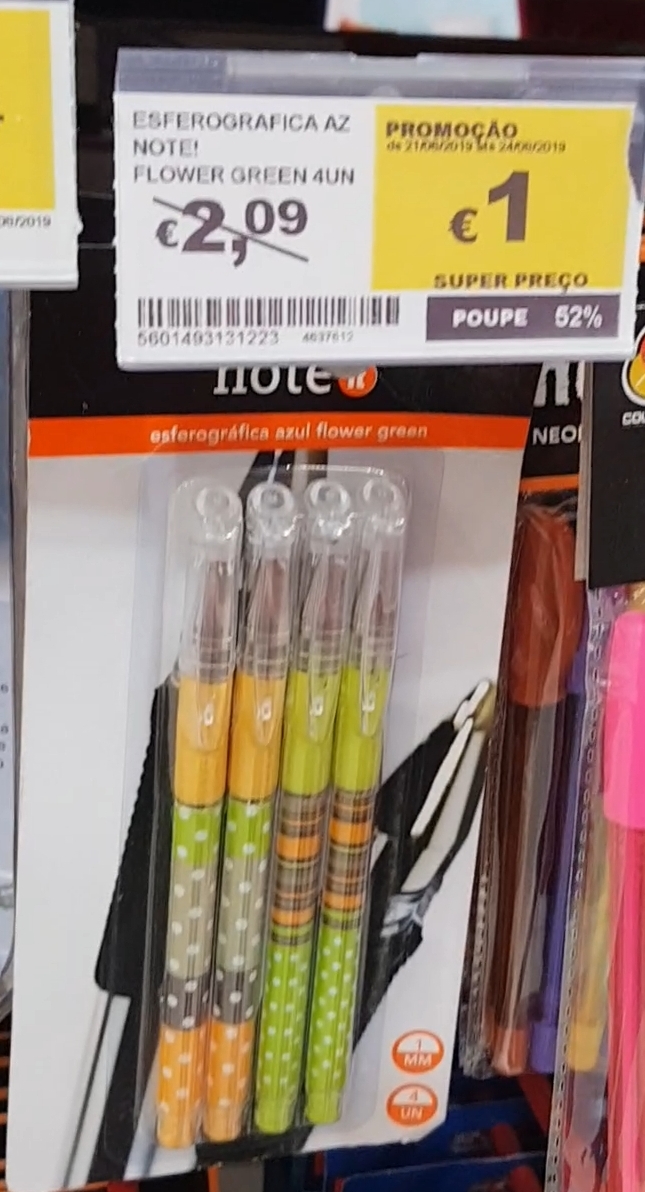 ESFEROGRAFICA AZ
NOTE!
FLOWER GREEN 4UN
€2,09
PROMOÇÃO
de 21/06/2019 até 24/06/2019
€1
SUPER PREÇO
POUPE 52%
5601493131223 4637612
note
esferográfica azul flower green
NEO
1
MM
4
UN